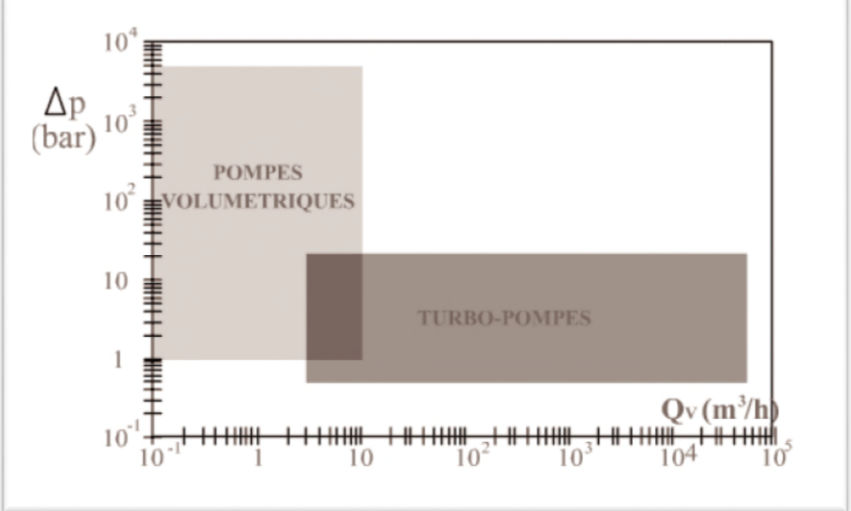 10⁴
Δp
(bar)
10³
POMPES
VOLUMETRIQUES
10²
10
TURBO-POMPES
1
Qv (m³/h)
10⁻¹
10⁻¹ 1 10 10² 10³ 10⁴ 10⁵